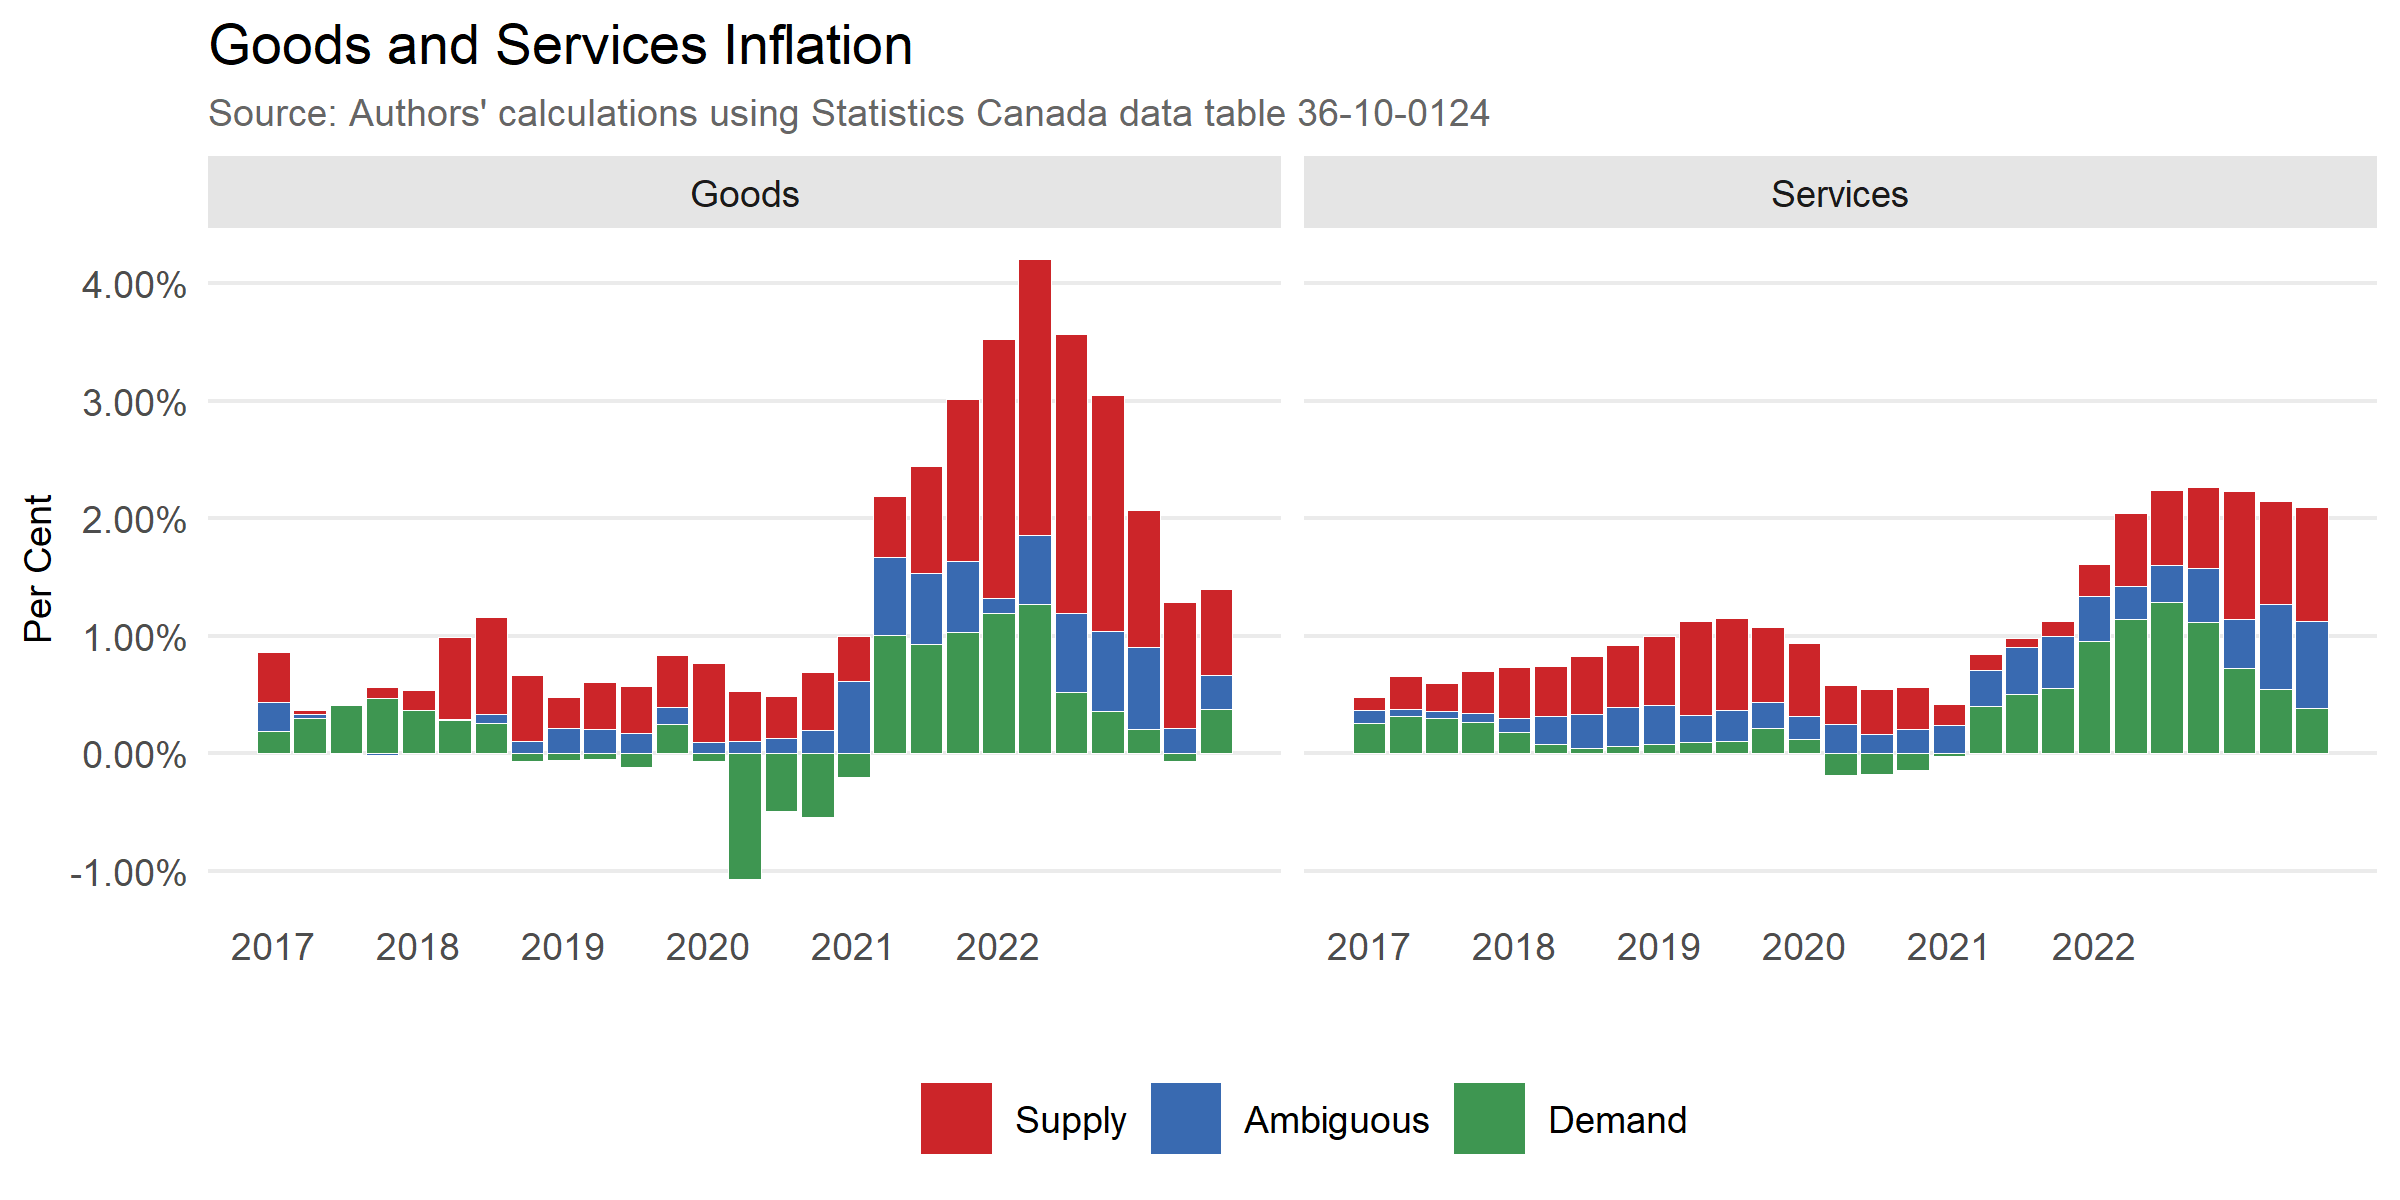 Goods and Services Inflation
Source: Authors' calculations using Statistics Canada data table 36-10-0124
Goods
Services
Per Cent
4.00%
3.00%
2.00%
1.00%
0.00%
-1.00%
2017 2018 2019 2020 2021 2022
2017 2018 2019 2020 2021 2022
Supply Ambiguous Demand